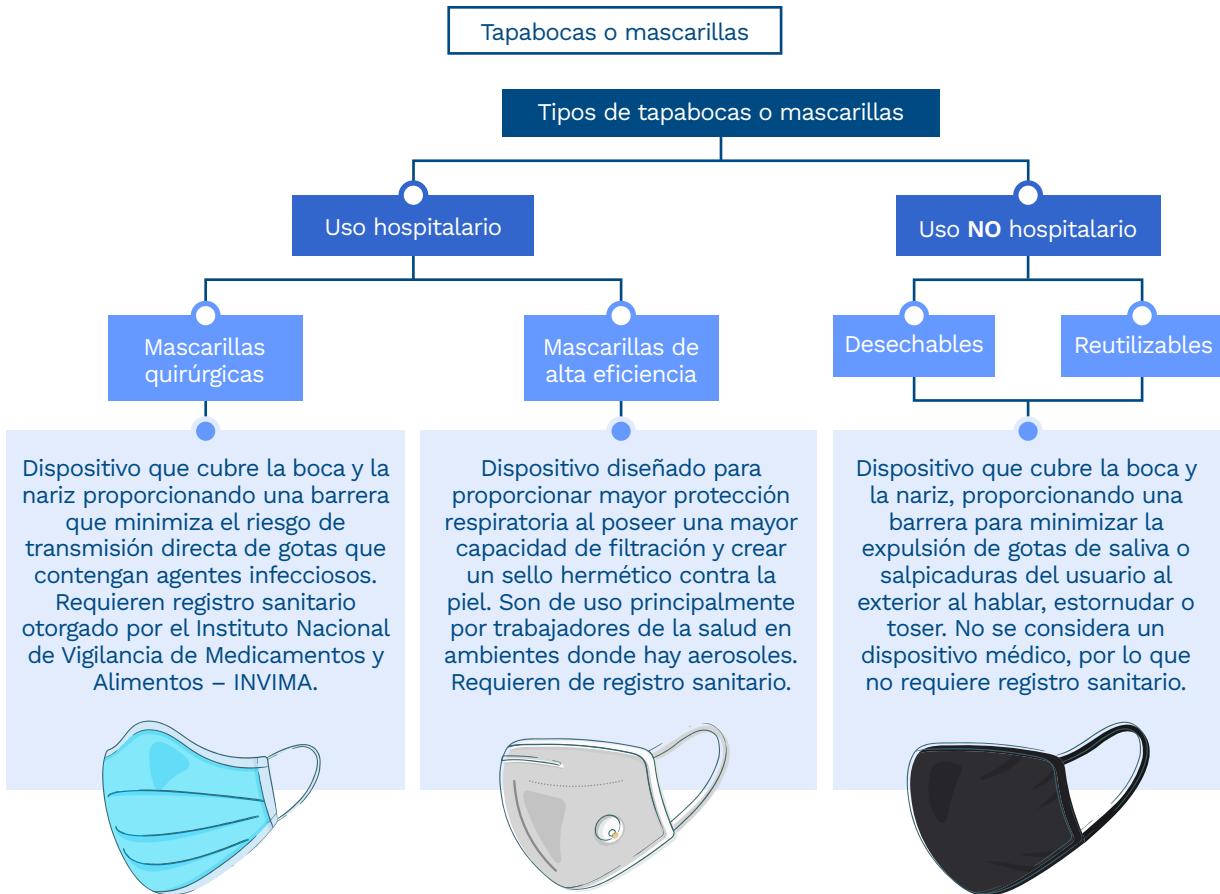 Tapabocas o mascarillas
Tipos de tapabocas o mascarillas
Uso hospitalario
Uso NO hospitalario
Mascarillas
quirúrgicas
Mascarillas de
alta eficiencia
Desechables
Reutilizables
Dispositivo que cubre la boca y la
nariz proporcionando una barrera
que minimiza el riesgo de
transmisión directa de gotas que
contengan agentes infecciosos.
Requieren registro sanitario
otorgado por el Instituto Nacional
de Vigilancia de Medicamentos y
Alimentos – INVIMA.
Dispositivo diseñado para
proporcionar mayor protección
respiratoria al poseer una mayor
capacidad de filtración y crear
un sello hermético contra la
piel. Son de uso principalmente
por trabajadores de la salud en
ambientes donde hay aerosoles.
Requieren de registro sanitario.
Dispositivo que cubre la boca y
la nariz, proporcionando una
barrera para minimizar la
expulsión de gotas de saliva o
salpicaduras del usuario al
exterior al hablar, estornudar o
toser. No se considera un
dispositivo médico, por lo que
no requiere registro sanitario.